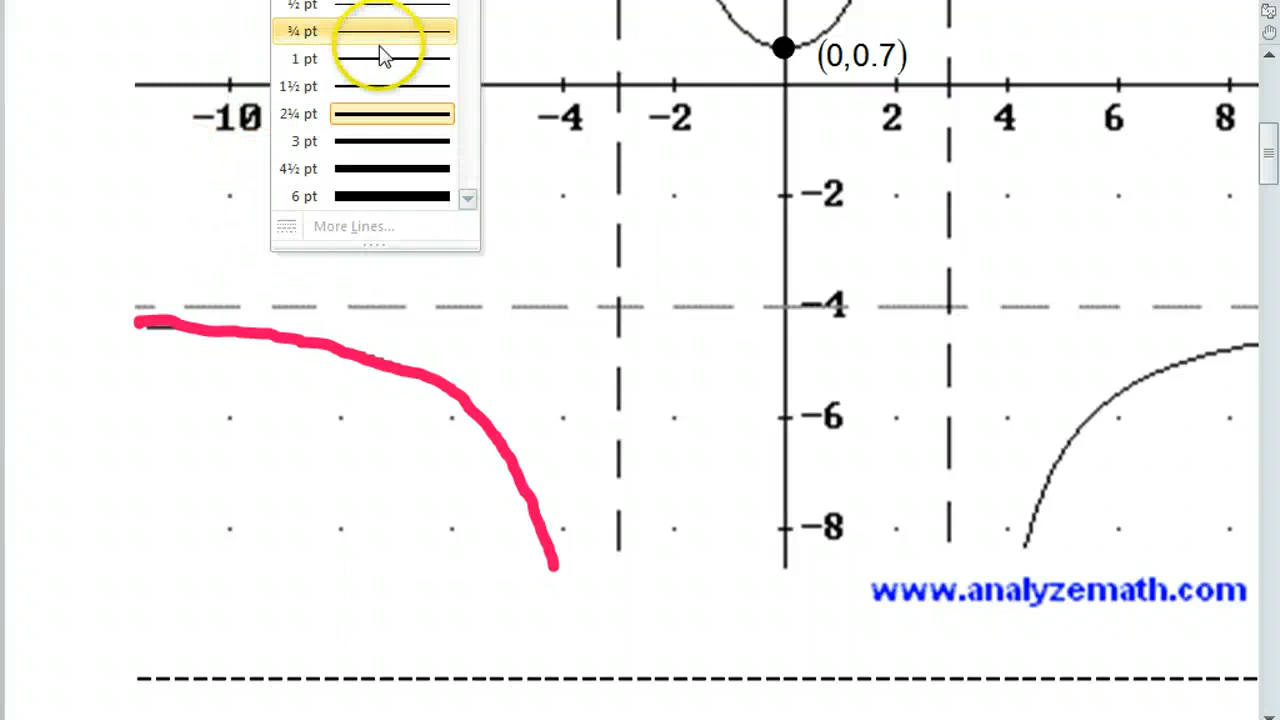 ½ pt
¾ pt
1 pt
1½ pt
2¼ pt
3 pt
4½ pt
6 pt
More Lines...
(0,0.7)
-10 -4 -2 2 4 6 8
-2
-4
-6
-8
www.analyzemath.com